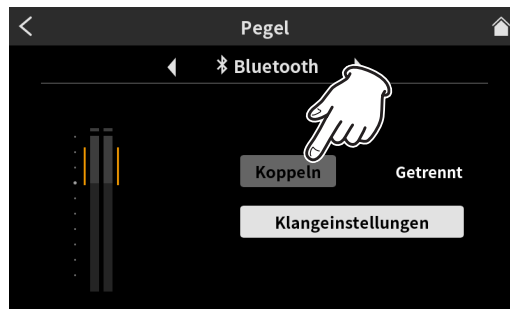 Pegel
Bluetooth
Koppeln Getrennt
Klangeinstellungen